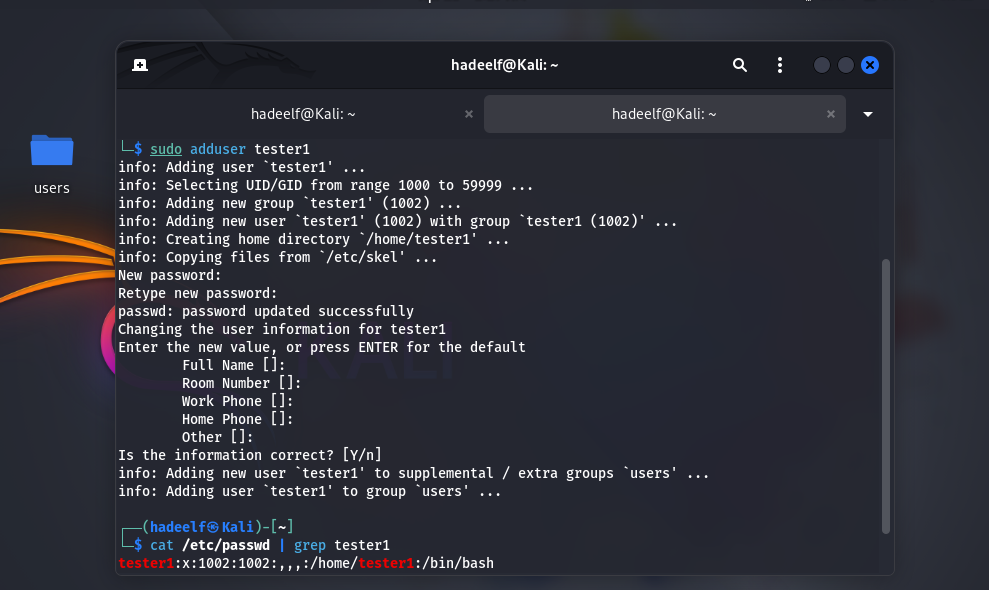 hadeelf@Kali: ~
hadeelf@Kali: ~
hadeelf@Kali: ~
users
└─$ sudo adduser tester1
info: Adding user `tester1' ...
info: Selecting UID/GID from range 1000 to 59999 ...
info: Adding new group `tester1' (1002) ...
info: Adding new user `tester1' (1002) with group `tester1 (1002)' ...
info: Creating home directory `/home/tester1' ...
info: Copying files from `/etc/skel' ...
New password:
Retype new password:
passwd: password updated successfully
Changing the user information for tester1
Enter the new value, or press ENTER for the default
        Full Name []:
        Room Number []:
        Work Phone []:
        Home Phone []:
        Other []:
Is the information correct? [Y/n]
info: Adding new user `tester1' to supplemental / extra groups `users' ...
info: Adding user `tester1' to group `users' ...
┌──(hadeelf㉿Kali)-[~]
└─$ cat /etc/passwd | grep tester1
tester1:x:1002:1002:,,,:/home/tester1:/bin/bash